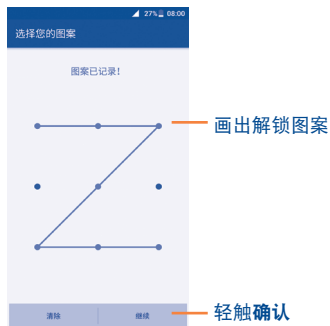 27% 08:00
选择您的图案
图案已记录！
画出解锁图案
清除 继续
轻触确认